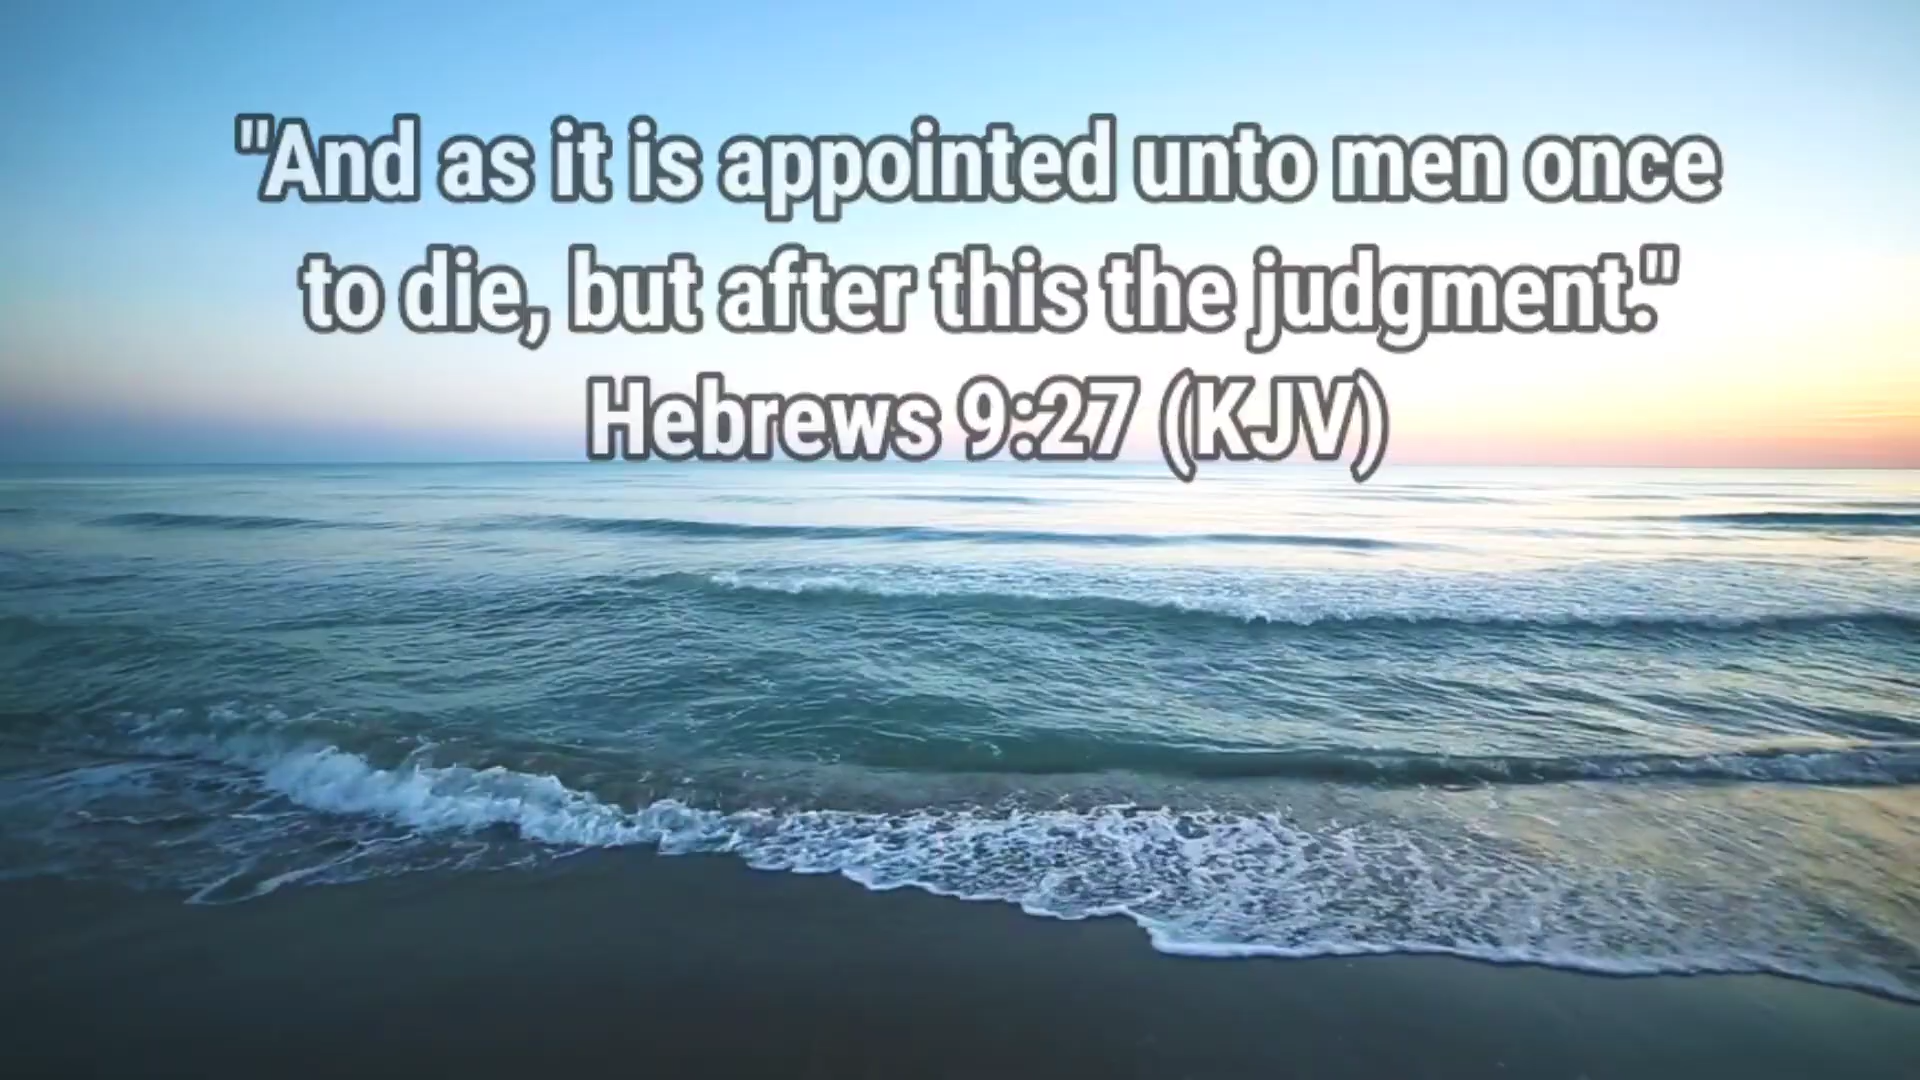 "And as it is appointed unto men once
to die, but after this the judgment."
Hebrews 9:27 (KJV)